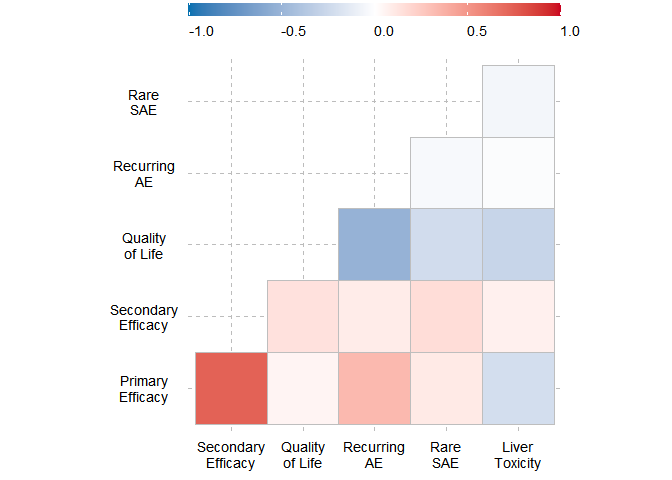 -1.0 -0.5 0.0 0.5 1.0
Rare
SAE
Recurring
AE
Quality
of Life
Secondary
Efficacy
Primary
Efficacy
Secondary Quality Recurring Rare Liver
Efficacy of Life AE SAE Toxicity